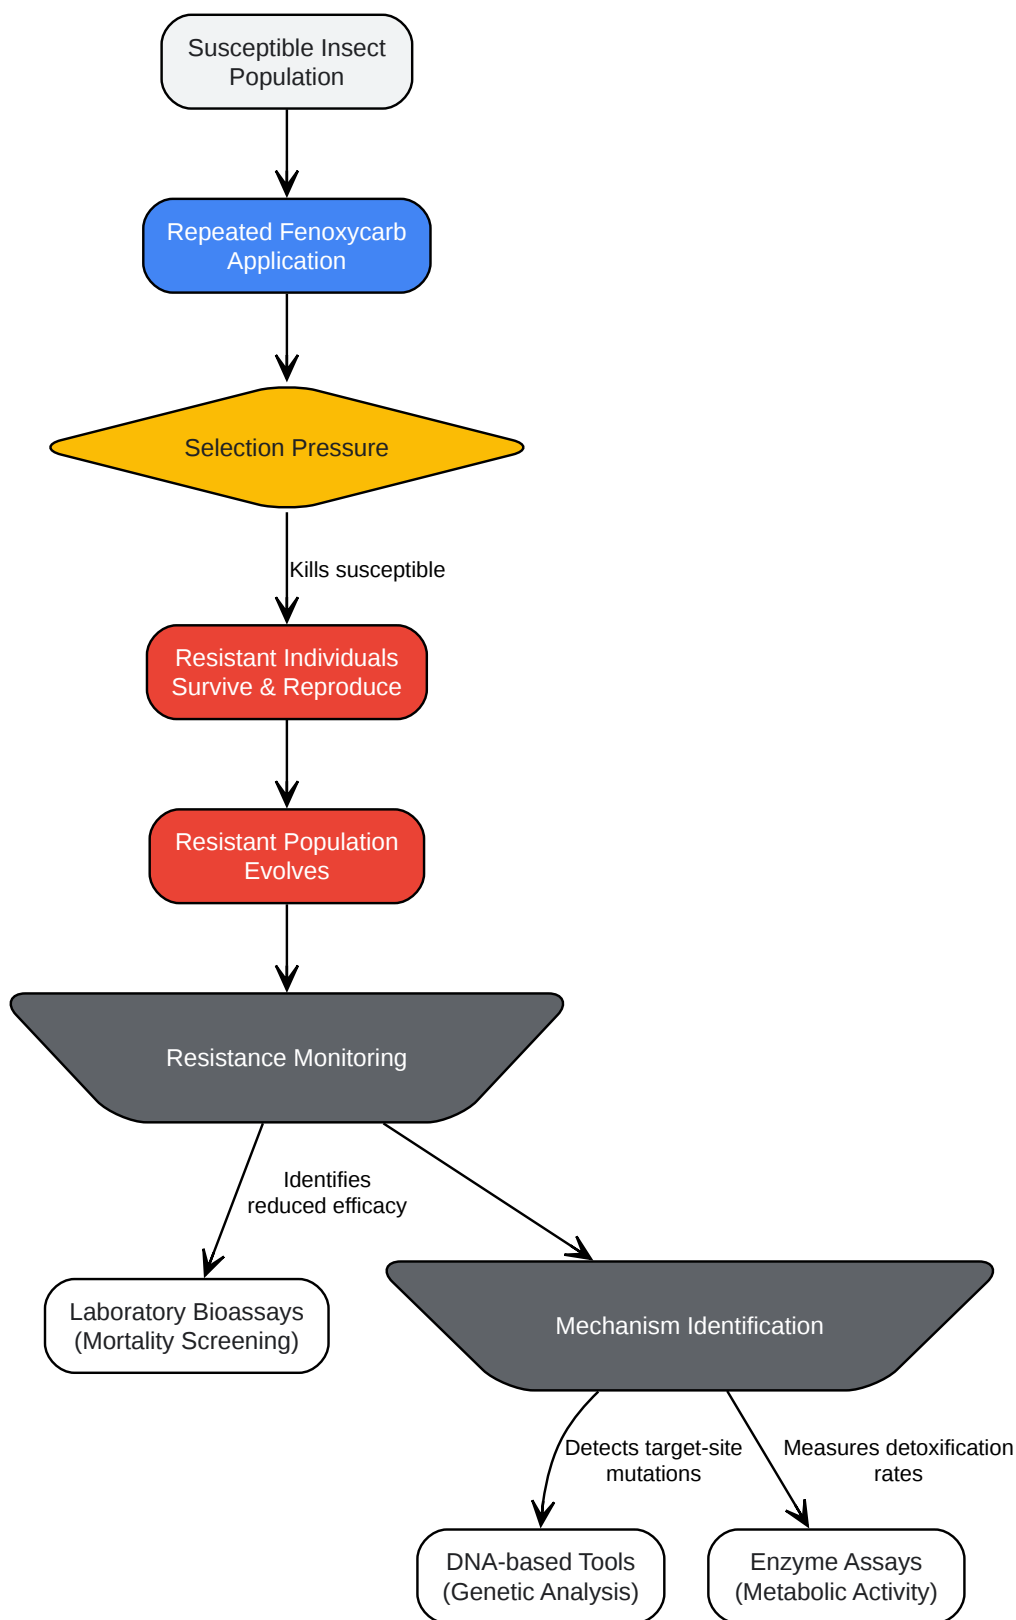 Susceptible Insect
Population
Repeated Fenoxycarb
Application
Selection Pressure
Kills susceptible
Resistant Individuals
Survive & Reproduce
Resistant Population
Evolves
Resistance Monitoring
Identifies
reduced efficacy
Laboratory Bioassays
(Mortality Screening)
Mechanism Identification
Detects target-site
mutations
Measures detoxification
rates
DNA-based Tools
(Genetic Analysis)
Enzyme Assays
(Metabolic Activity)